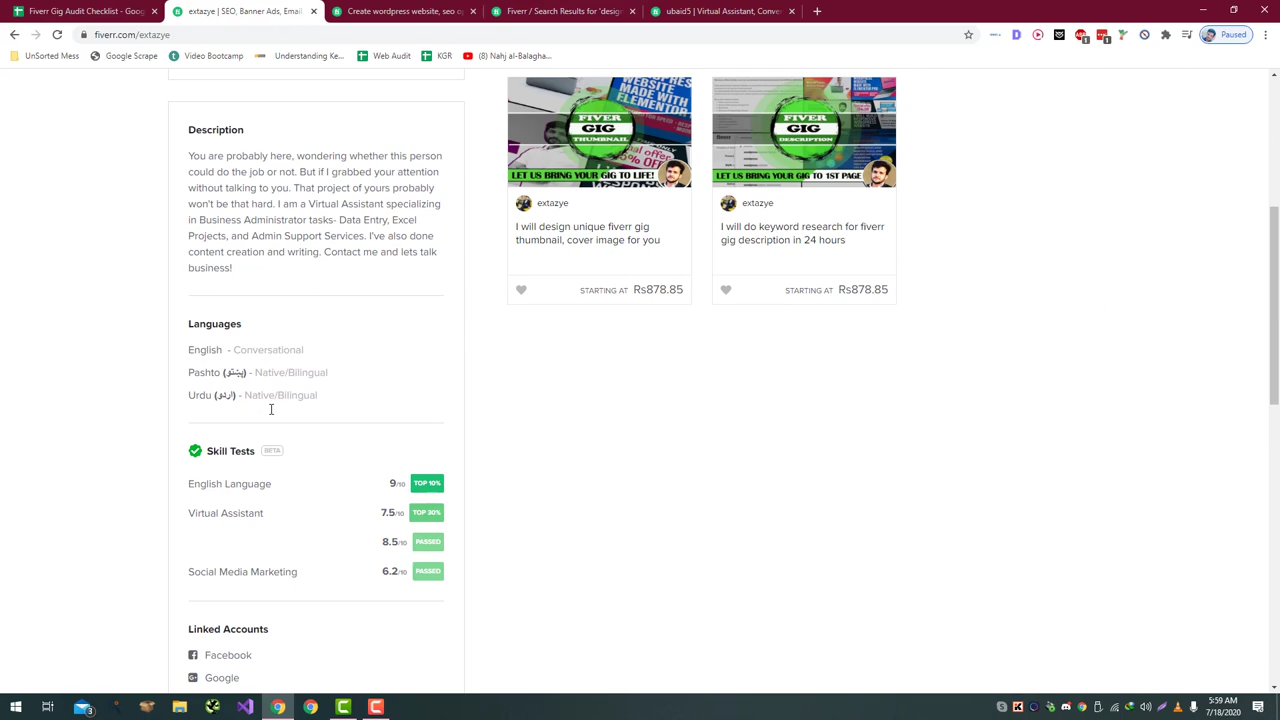 Fiverr Gig Audit Checklist - Goog
extazye | SEO, Banner Ads, Email
Create wordpress website, seo op
Fiverr / Search Results for 'desig
ubaid5 | Virtual Assistant, Conver
fiverr.com/extazye
Paused
UnSorted Mess
Google Scrape
Video Bootcamp
Understanding Ke...
Web Audit
KGR
(8) Nahj al-Balagha...
Description
You are probably here, wondering whether this person
could do the job or not. But if I grabbed your attention
without talking to you. That project of yours probably
won't be that hard. I am a Virtual Assistant specializing
in Business Administrator tasks- Data Entry, Excel
Projects, and Admin Support Services. I've also done
content creation and writing. Contact me and lets talk
business!
Languages
English - Conversational
Pashto (پښتو) - Native/Bilingual
Urdu (اردو) - Native/Bilingual
Skill Tests BETA
English Language 9/10 TOP 10%
Virtual Assistant 7.5/10 TOP 30%
8.5/10 PASSED
Social Media Marketing 6.2/10 PASSED
Linked Accounts
Facebook
Google
FIVER
GIG
THUMBNAIL
LET US BRING YOUR GIG TO LIFE!
extazye
I will design unique fiverr gig
thumbnail, cover image for you
STARTING AT Rs878.85
FIVER
GIG
DESCRIPTION
LET US BRING YOUR GIG TO 1ST PAGE
extazye
I will do keyword research for fiverr
gig description in 24 hours
STARTING AT Rs878.85
5:59 AM
7/18/2020